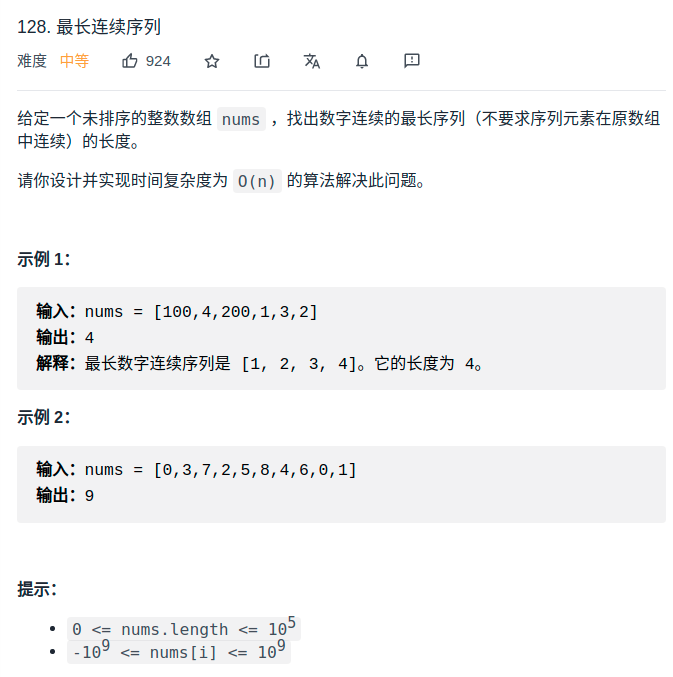 128. 最长连续序列
难度 中等 924
给定一个未排序的整数数组 nums ，找出数字连续的最长序列（不要求序列元素在原数组
中连续）的长度。
请你设计并实现时间复杂度为 O(n) 的算法解决此问题。
示例 1：
输入：nums = [100,4,200,1,3,2]
输出：4
解释：最长数字连续序列是 [1, 2, 3, 4]。它的长度为 4。
示例 2：
输入：nums = [0,3,7,2,5,8,4,6,0,1]
输出：9
提示：
• 0 <= nums.length <= 10⁵
• -10⁹ <= nums[i] <= 10⁹